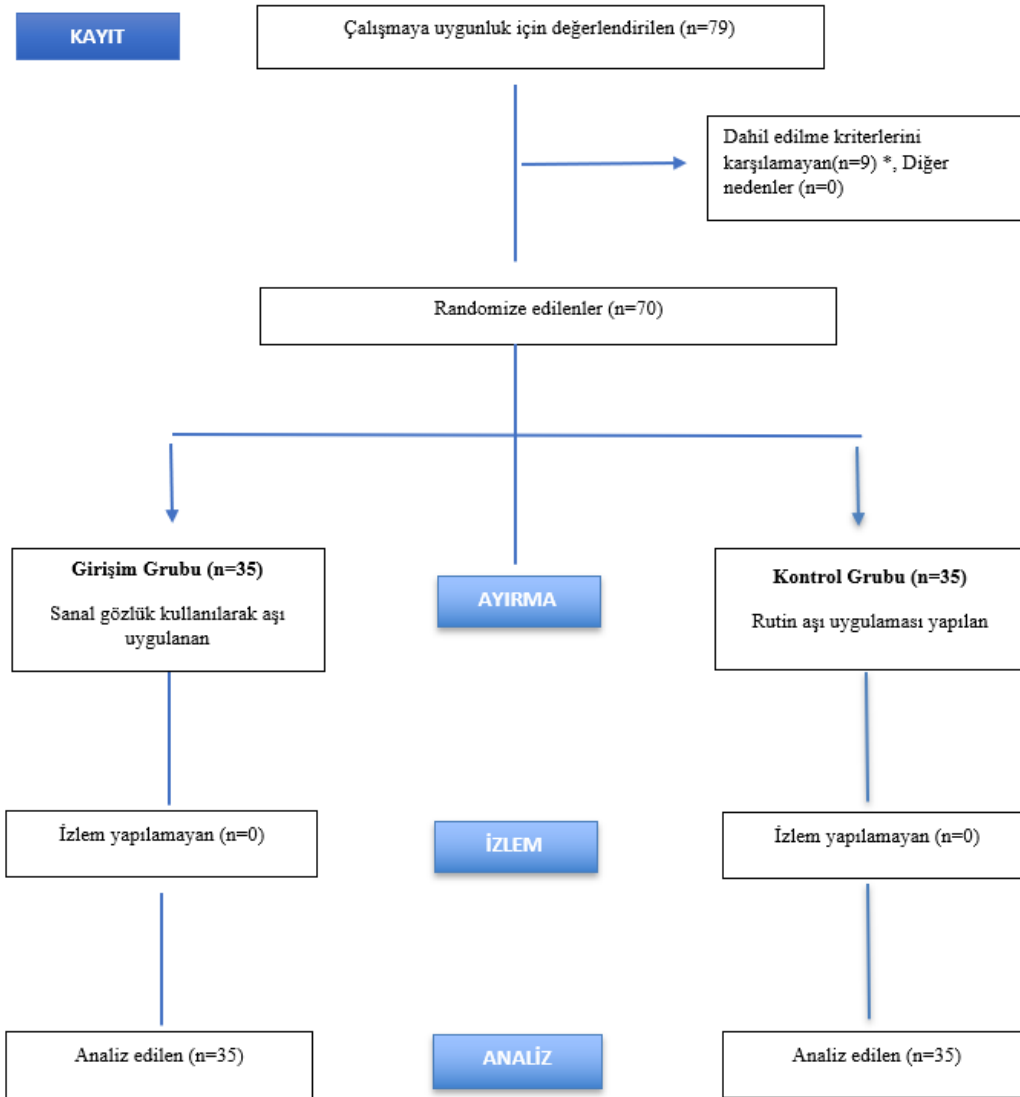 KAYIT
Çalışmaya uygunluk için değerlendirilen (n=79)
Dahil edilme kriterlerini
karşılamayan(n=9) *, Diğer
nedenler (n=0)
Randomize edilenler (n=70)
Girişim Grubu (n=35)
Sanal gözlük kullanılarak aşı
uygulanan
AYIRMA
Kontrol Grubu (n=35)
Rutin aşı uygulaması yapılan
İzlem yapılamayan (n=0)
İZLEM
İzlem yapılamayan (n=0)
Analiz edilen (n=35)
ANALİZ
Analiz edilen (n=35)